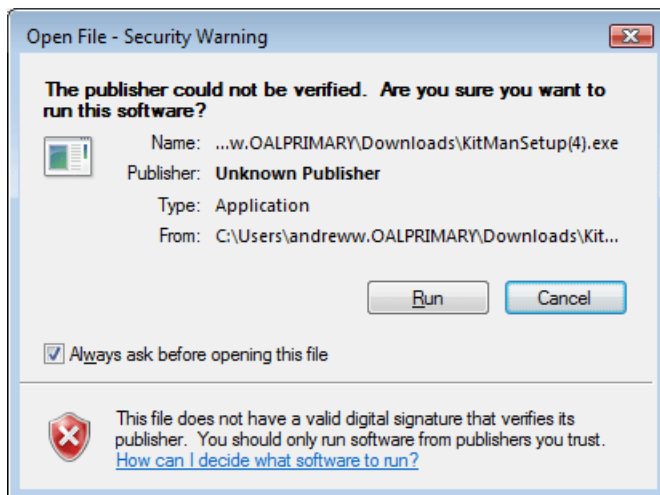 Open File - Security Warning
The publisher could not be verified.  Are you sure you want to
run this software?
Name: ...w.OALPRIMARY\Downloads\KitManSetup(4).exe
Publisher: Unknown Publisher
Type: Application
From: C:\Users\andreww.OALPRIMARY\Downloads\Kit...
Run Cancel
Always ask before opening this file
This file does not have a valid digital signature that verifies its
publisher.  You should only run software from publishers you trust.
How can I decide what software to run?